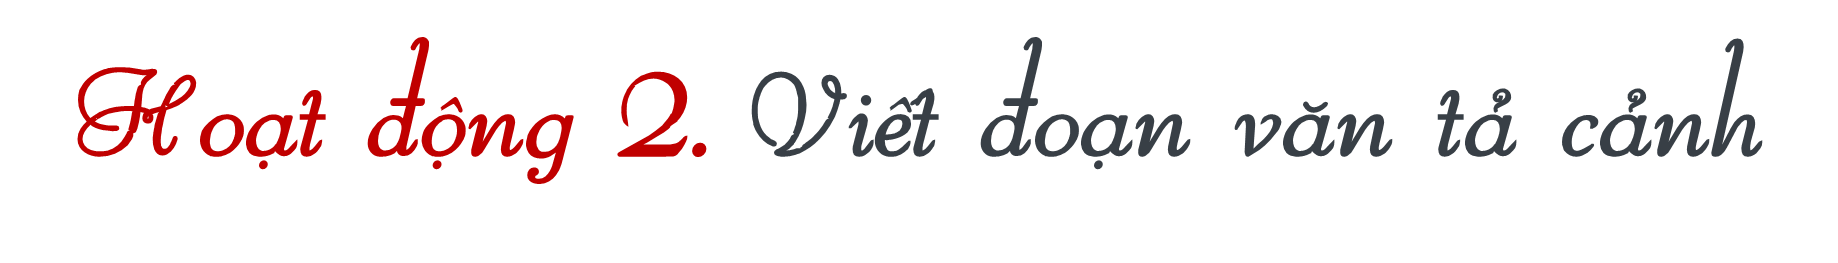 Hoạt động 2. Viết đoạn văn tả cảnh